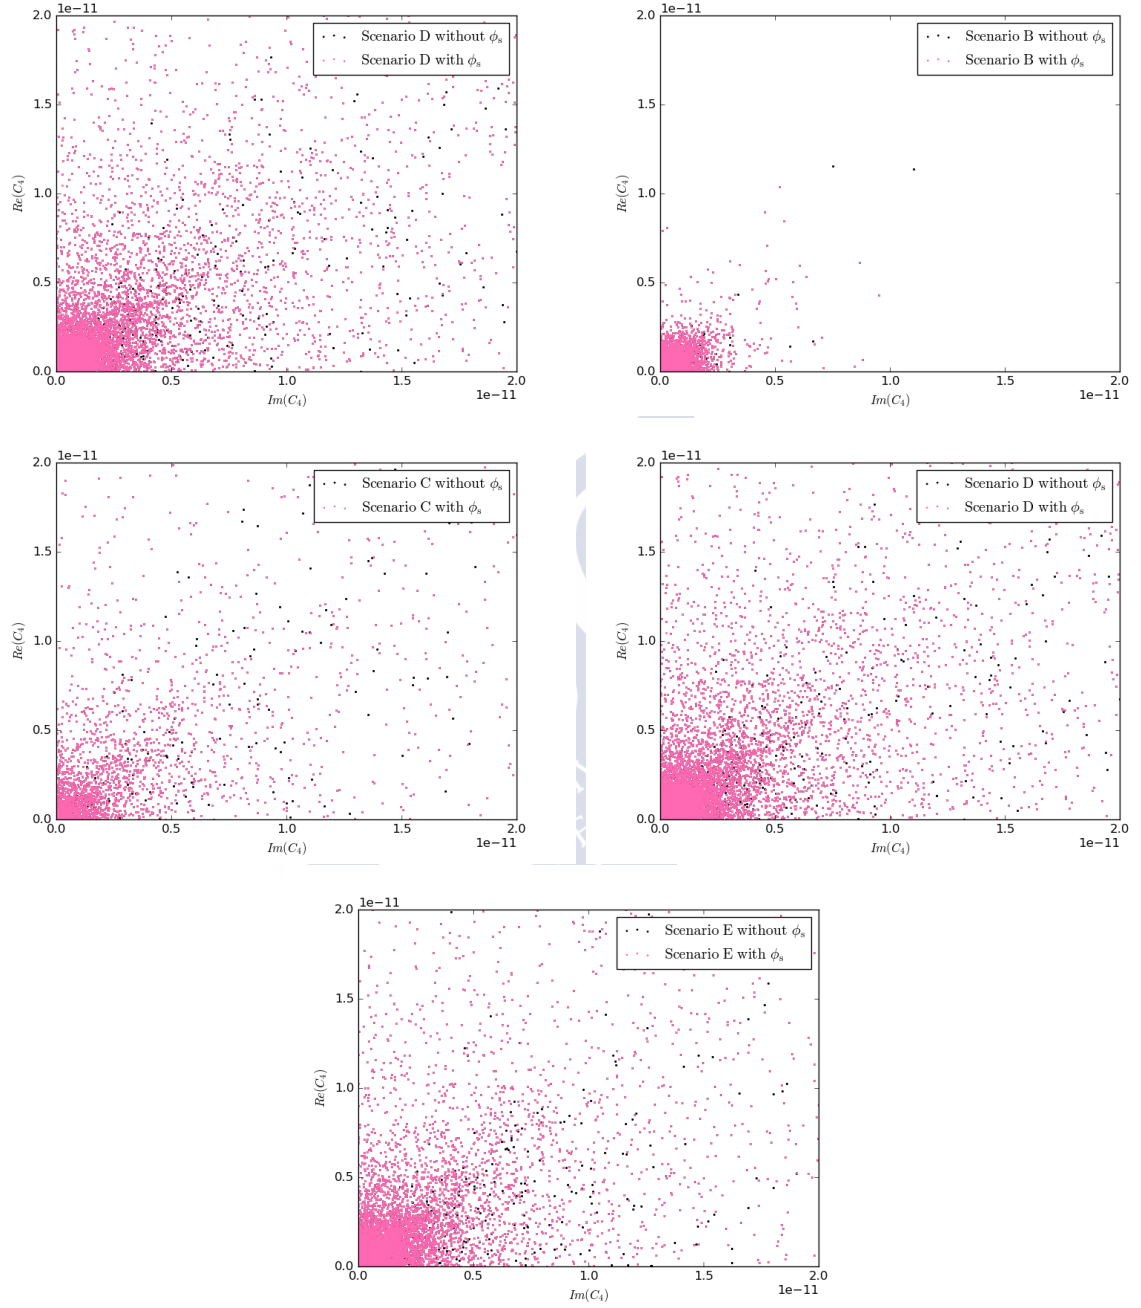 1e−11
2.0
1.5
1.0
0.5
0.0
Re(C₄)
Scenario D without ϕₛ
Scenario D with ϕₛ
0.0 0.5 1.0 1.5 2.0
1e−11
Im(C₄)
1e−11
2.0
1.5
1.0
0.5
0.0
Re(C₄)
Scenario B without ϕₛ
Scenario B with ϕₛ
0.0 0.5 1.0 1.5 2.0
1e−11
Im(C₄)
1e−11
2.0
1.5
1.0
0.5
0.0
Re(C₄)
Scenario C without ϕₛ
Scenario C with ϕₛ
0.0 0.5 1.0 1.5 2.0
1e−11
Im(C₄)
1e−11
2.0
1.5
1.0
0.5
0.0
Re(C₄)
Scenario D without ϕₛ
Scenario D with ϕₛ
0.0 0.5 1.0 1.5 2.0
1e−11
Im(C₄)
1e−11
2.0
1.5
1.0
0.5
0.0
Re(C₄)
Scenario E without ϕₛ
Scenario E with ϕₛ
0.0 0.5 1.0 1.5 2.0
1e−11
Im(C₄)